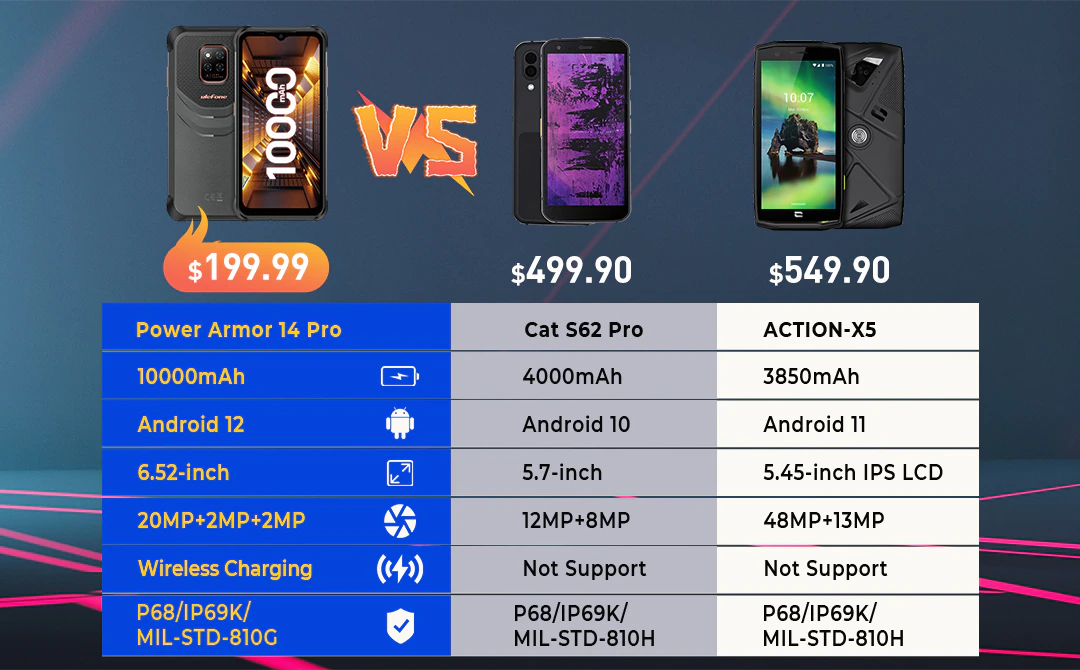 uleFone
10000
mAh
VS
10:07
$199.99
$499.90
$549.90
Power Armor 14 Pro
Cat S62 Pro
ACTION-X5
10000mAh
4000mAh
3850mAh
Android 12
Android 10
Android 11
6.52-inch
5.7-inch
5.45-inch IPS LCD
20MP+2MP+2MP
12MP+8MP
48MP+13MP
Wireless Charging
Not Support
Not Support
P68/IP69K/
MIL-STD-810G
P68/IP69K/
MIL-STD-810H
P68/IP69K/
MIL-STD-810H